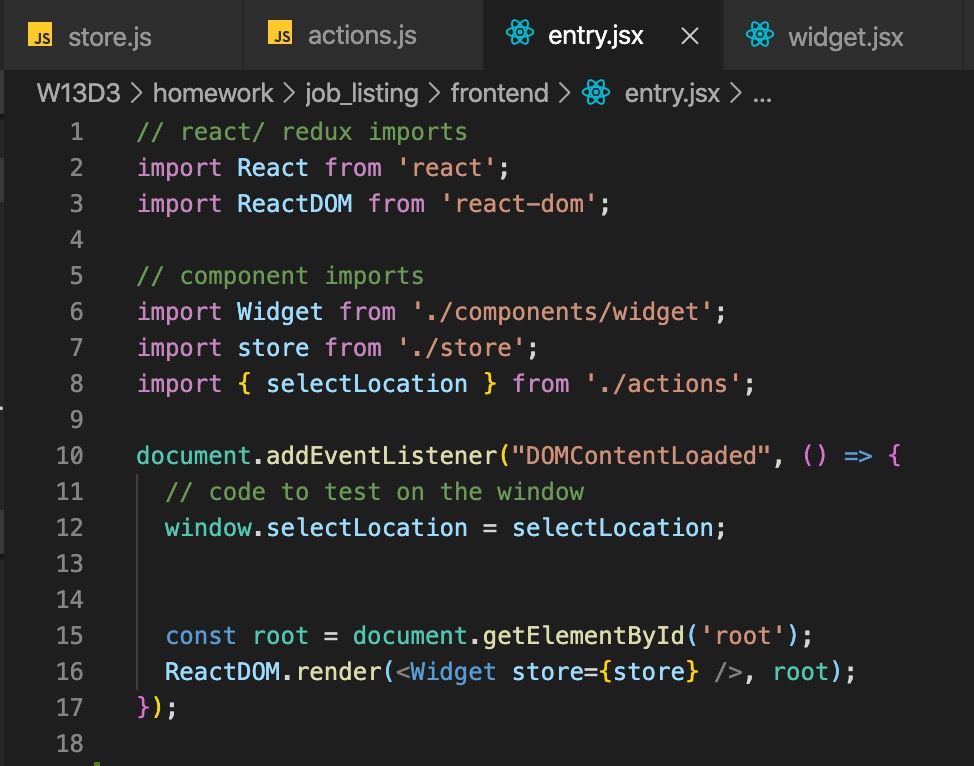 JS store.js JS actions.js entry.jsx × widget.jsx
W13D3 > homework > job_listing > frontend > entry.jsx > ...
1 // react/ redux imports
2 import React from 'react';
3 import ReactDOM from 'react-dom';
4
5 // component imports
6 import Widget from './components/widget';
7 import store from './store';
8 import { selectLocation } from './actions';
9
10 document.addEventListener("DOMContentLoaded", () => {
11   // code to test on the window
12   window.selectLocation = selectLocation;
13
14
15   const root = document.getElementById('root');
16   ReactDOM.render(<Widget store={store} />, root);
17 });
18